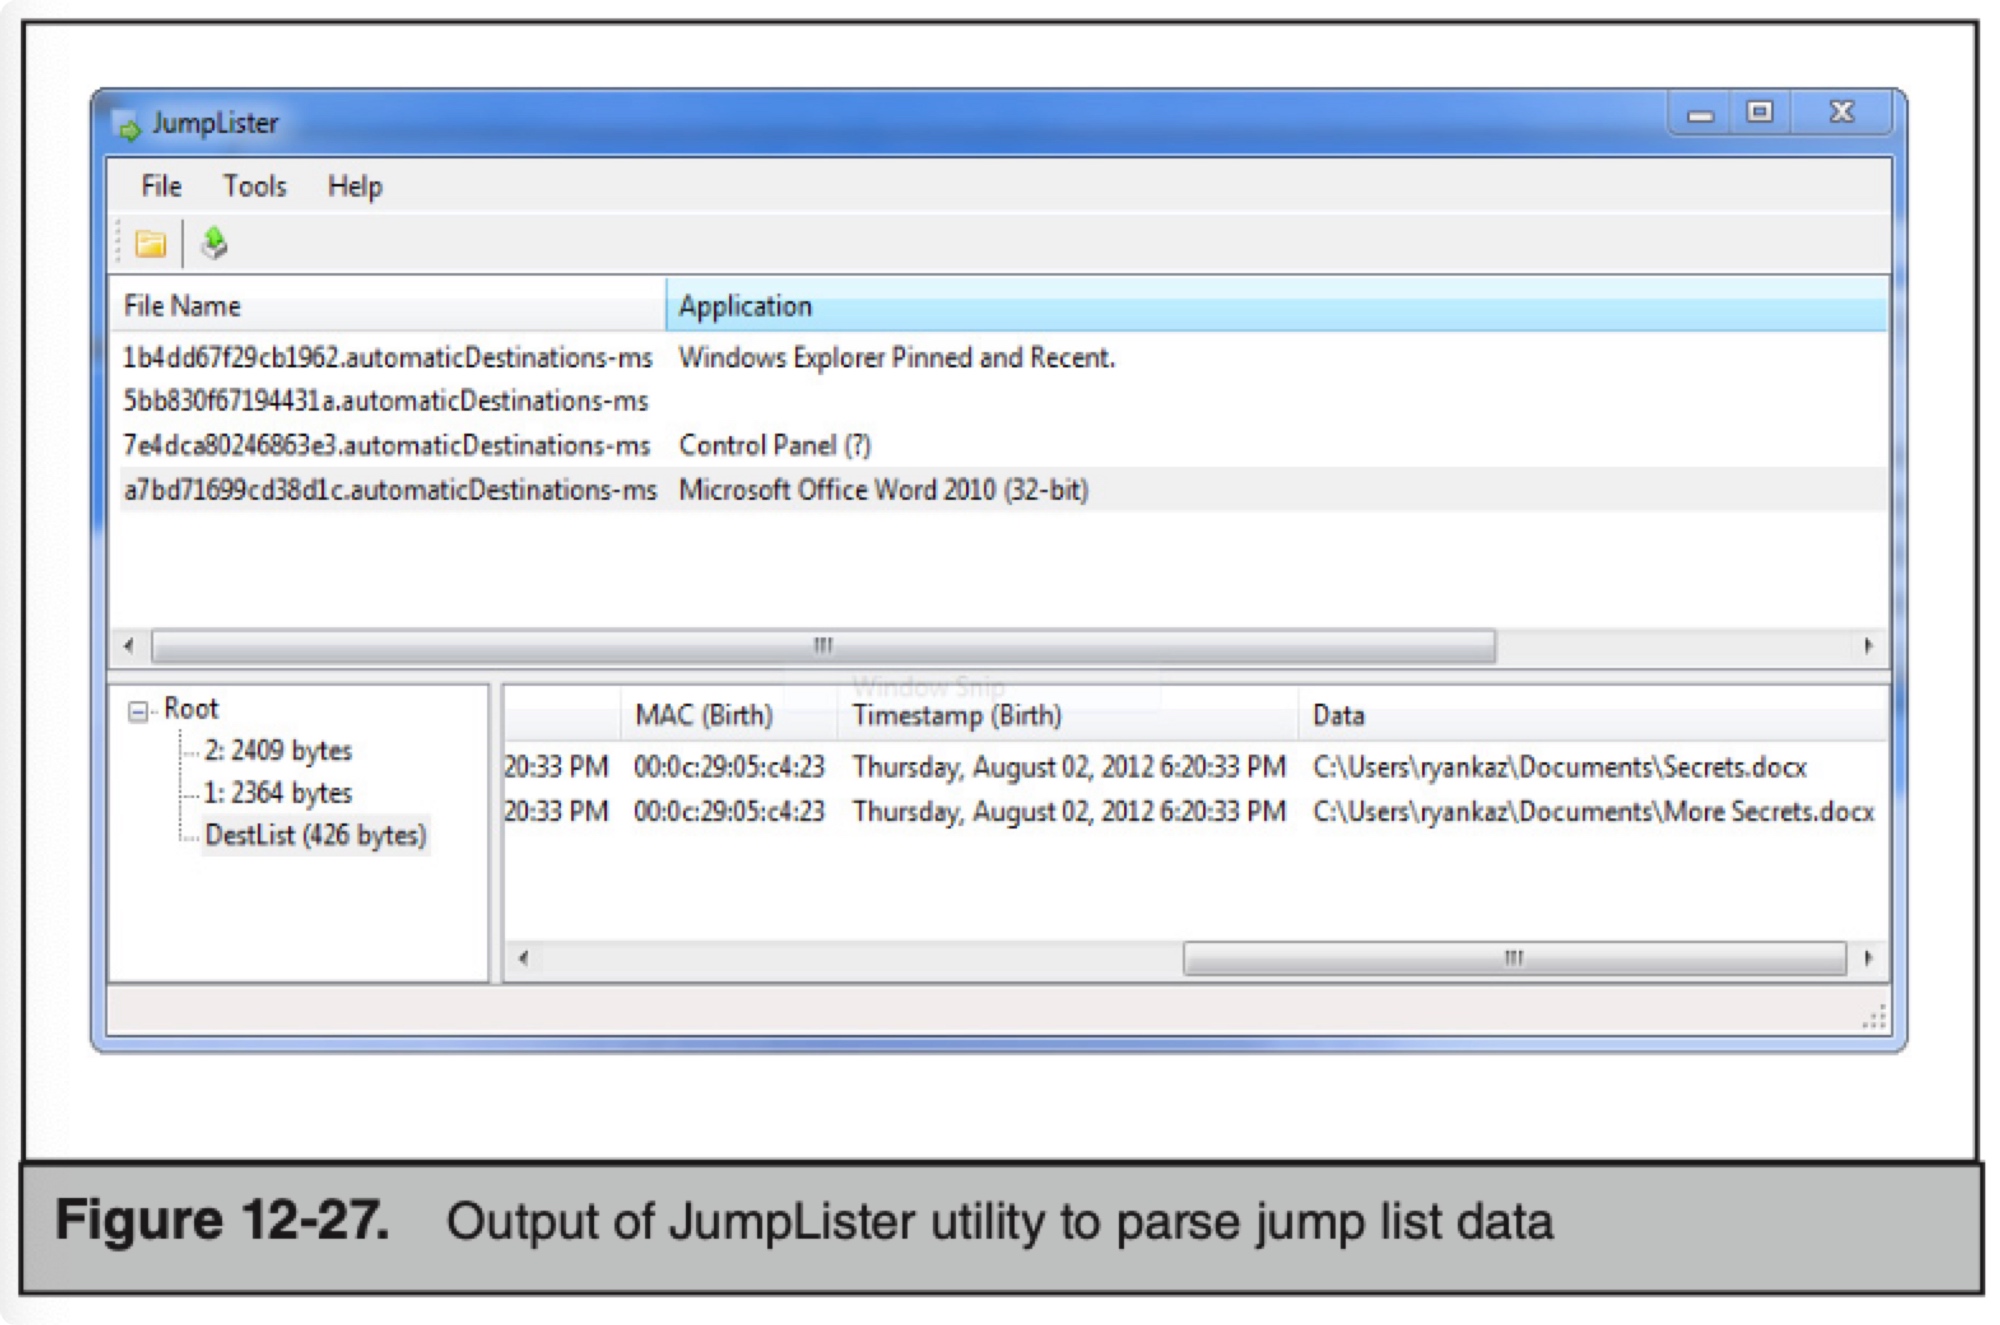 JumpLister
File Tools Help
File Name Application
1b4dd67f29cb1962.automaticDestinations-ms Windows Explorer Pinned and Recent.
5bb830f67194431a.automaticDestinations-ms
7e4dca80246863e3.automaticDestinations-ms Control Panel (?)
a7bd71699cd38d1c.automaticDestinations-ms Microsoft Office Word 2010 (32-bit)
Root
2: 2409 bytes
1: 2364 bytes
DestList (426 bytes)
Window Snip
MAC (Birth) Timestamp (Birth) Data
20:33 PM 00:0c:29:05:c4:23 Thursday, August 02, 2012 6:20:33 PM C:\Users\ryankaz\Documents\Secrets.docx
20:33 PM 00:0c:29:05:c4:23 Thursday, August 02, 2012 6:20:33 PM C:\Users\ryankaz\Documents\More Secrets.docx
Figure 12-27. Output of JumpLister utility to parse jump list data